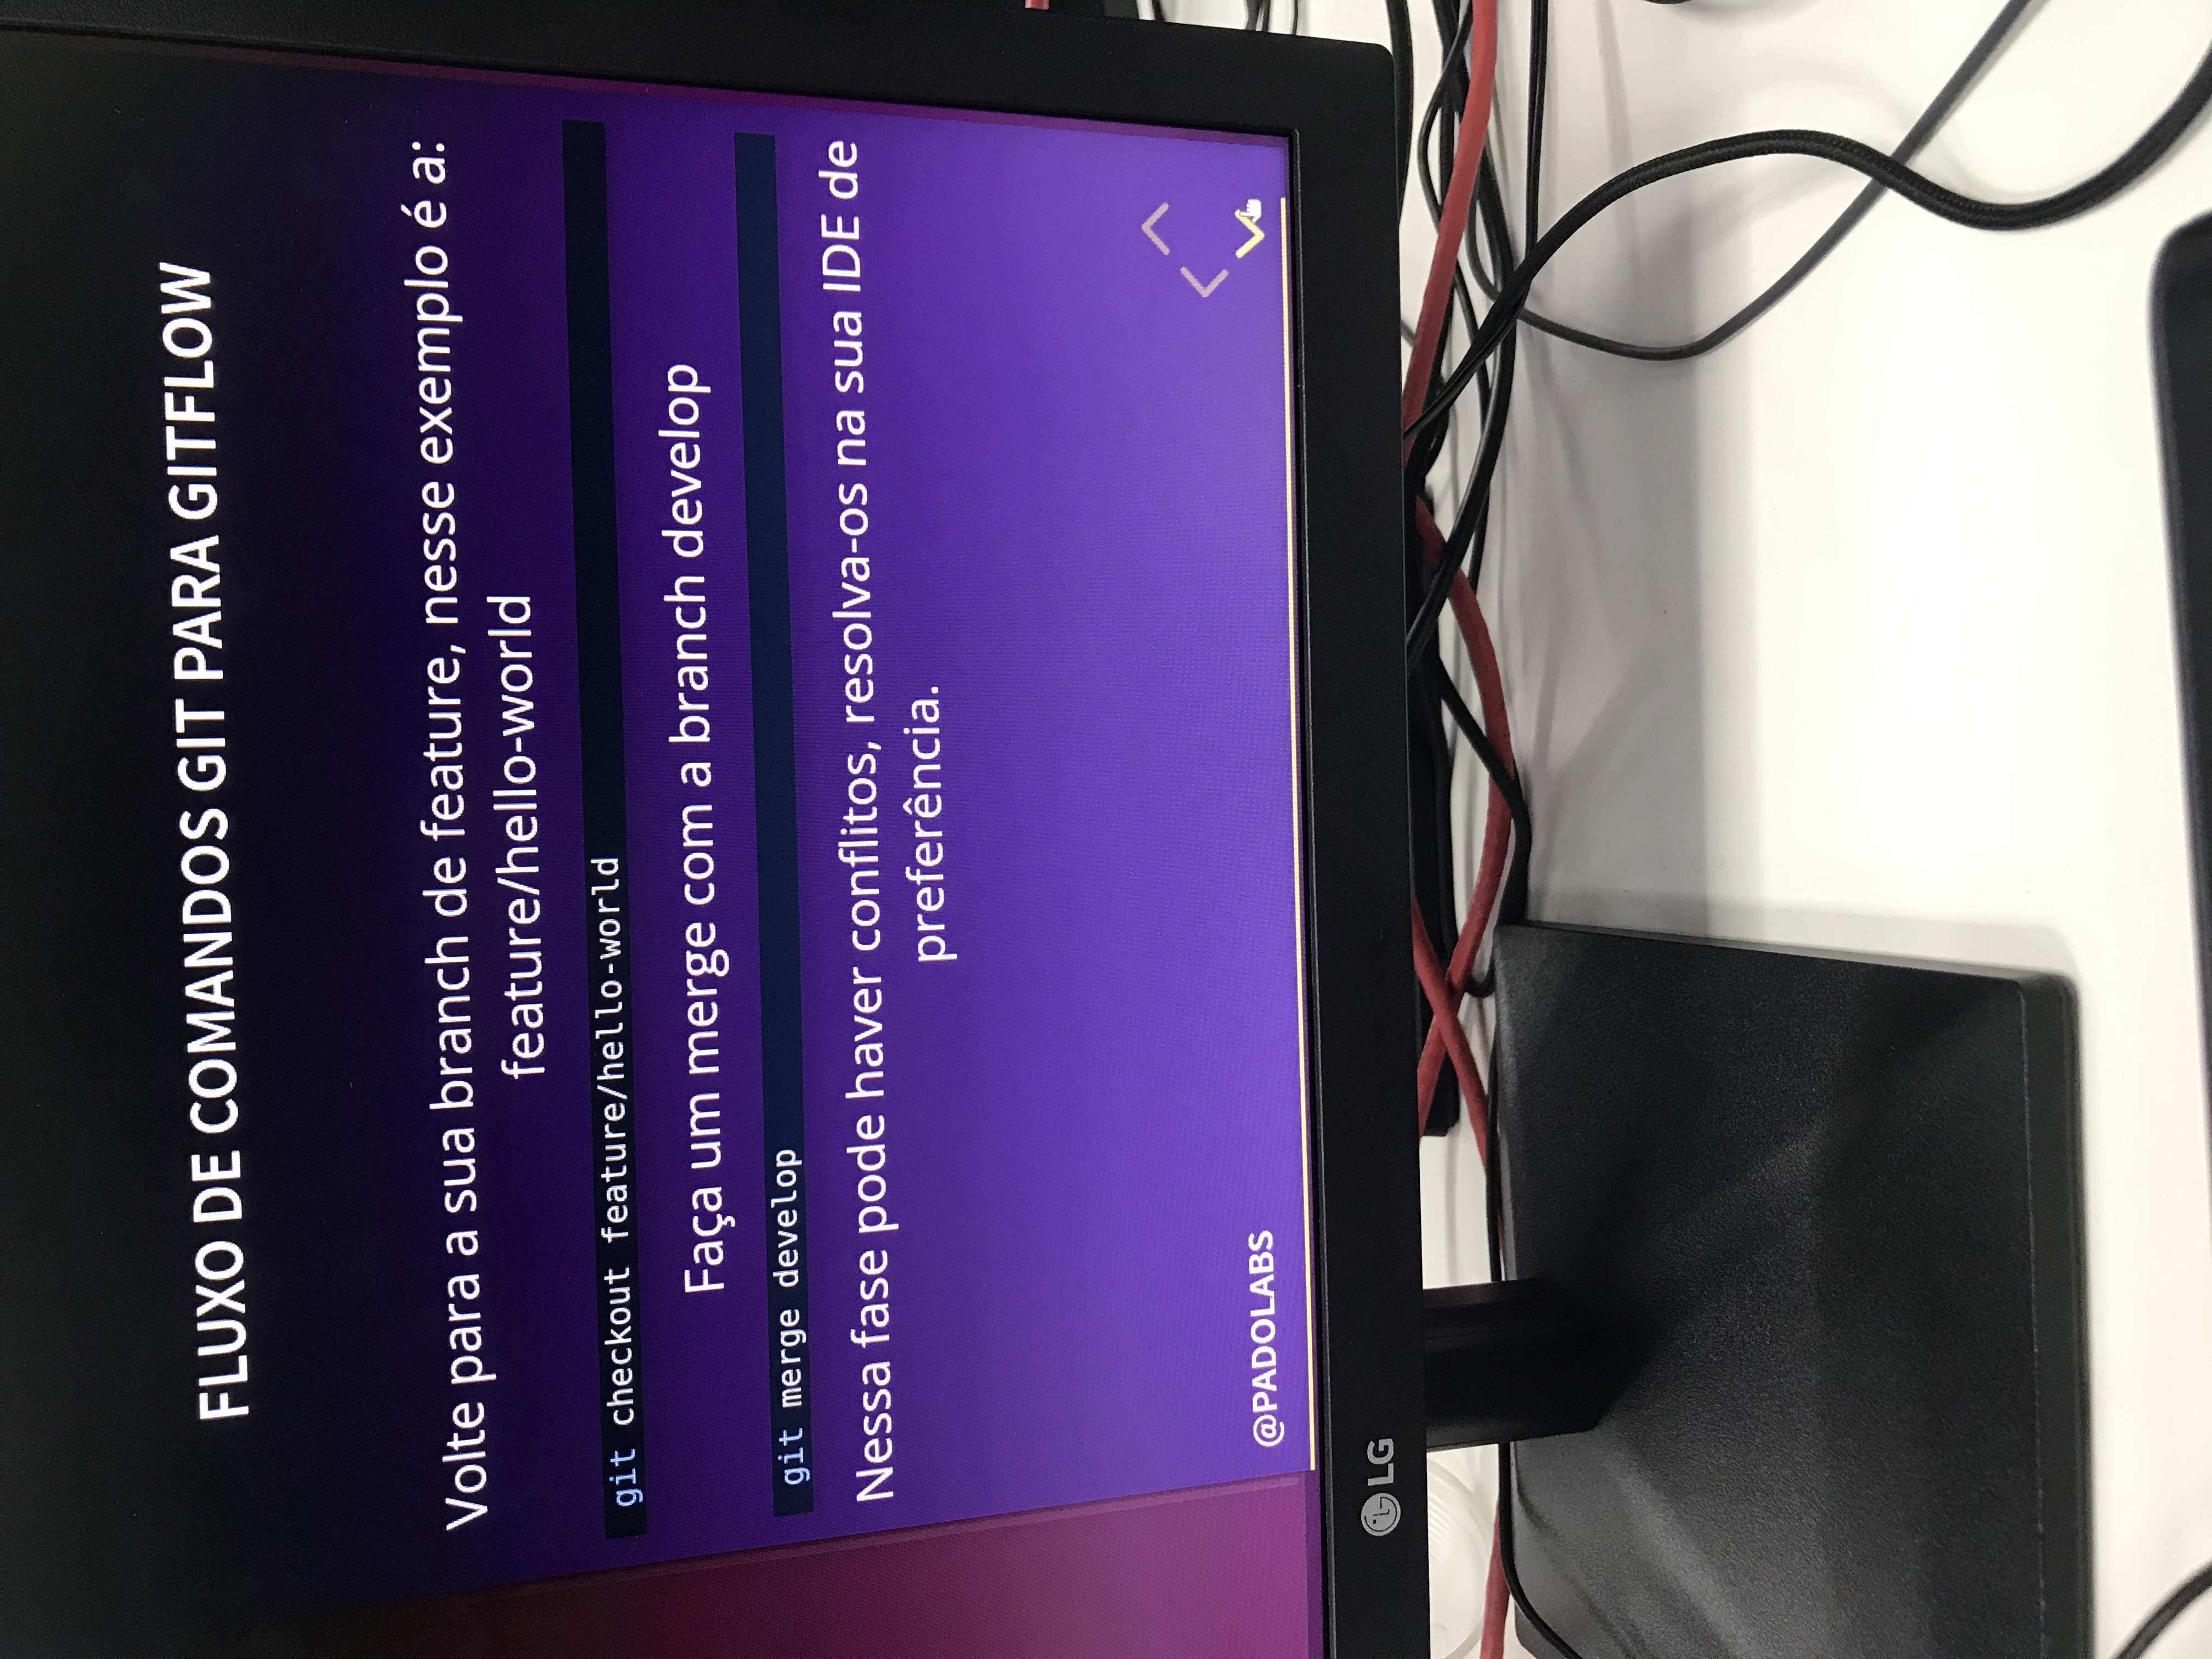 FLUXO DE COMANDOS GIT PARA GITFLOW
Volte para a sua branch de feature, nesse exemplo é a:
feature/hello-world
git checkout feature/hello-world
Faça um merge com a branch develop
git merge develop
Nessa fase pode haver conflitos, resolva-os na sua IDE de
preferência.
@PADOLABS
LG